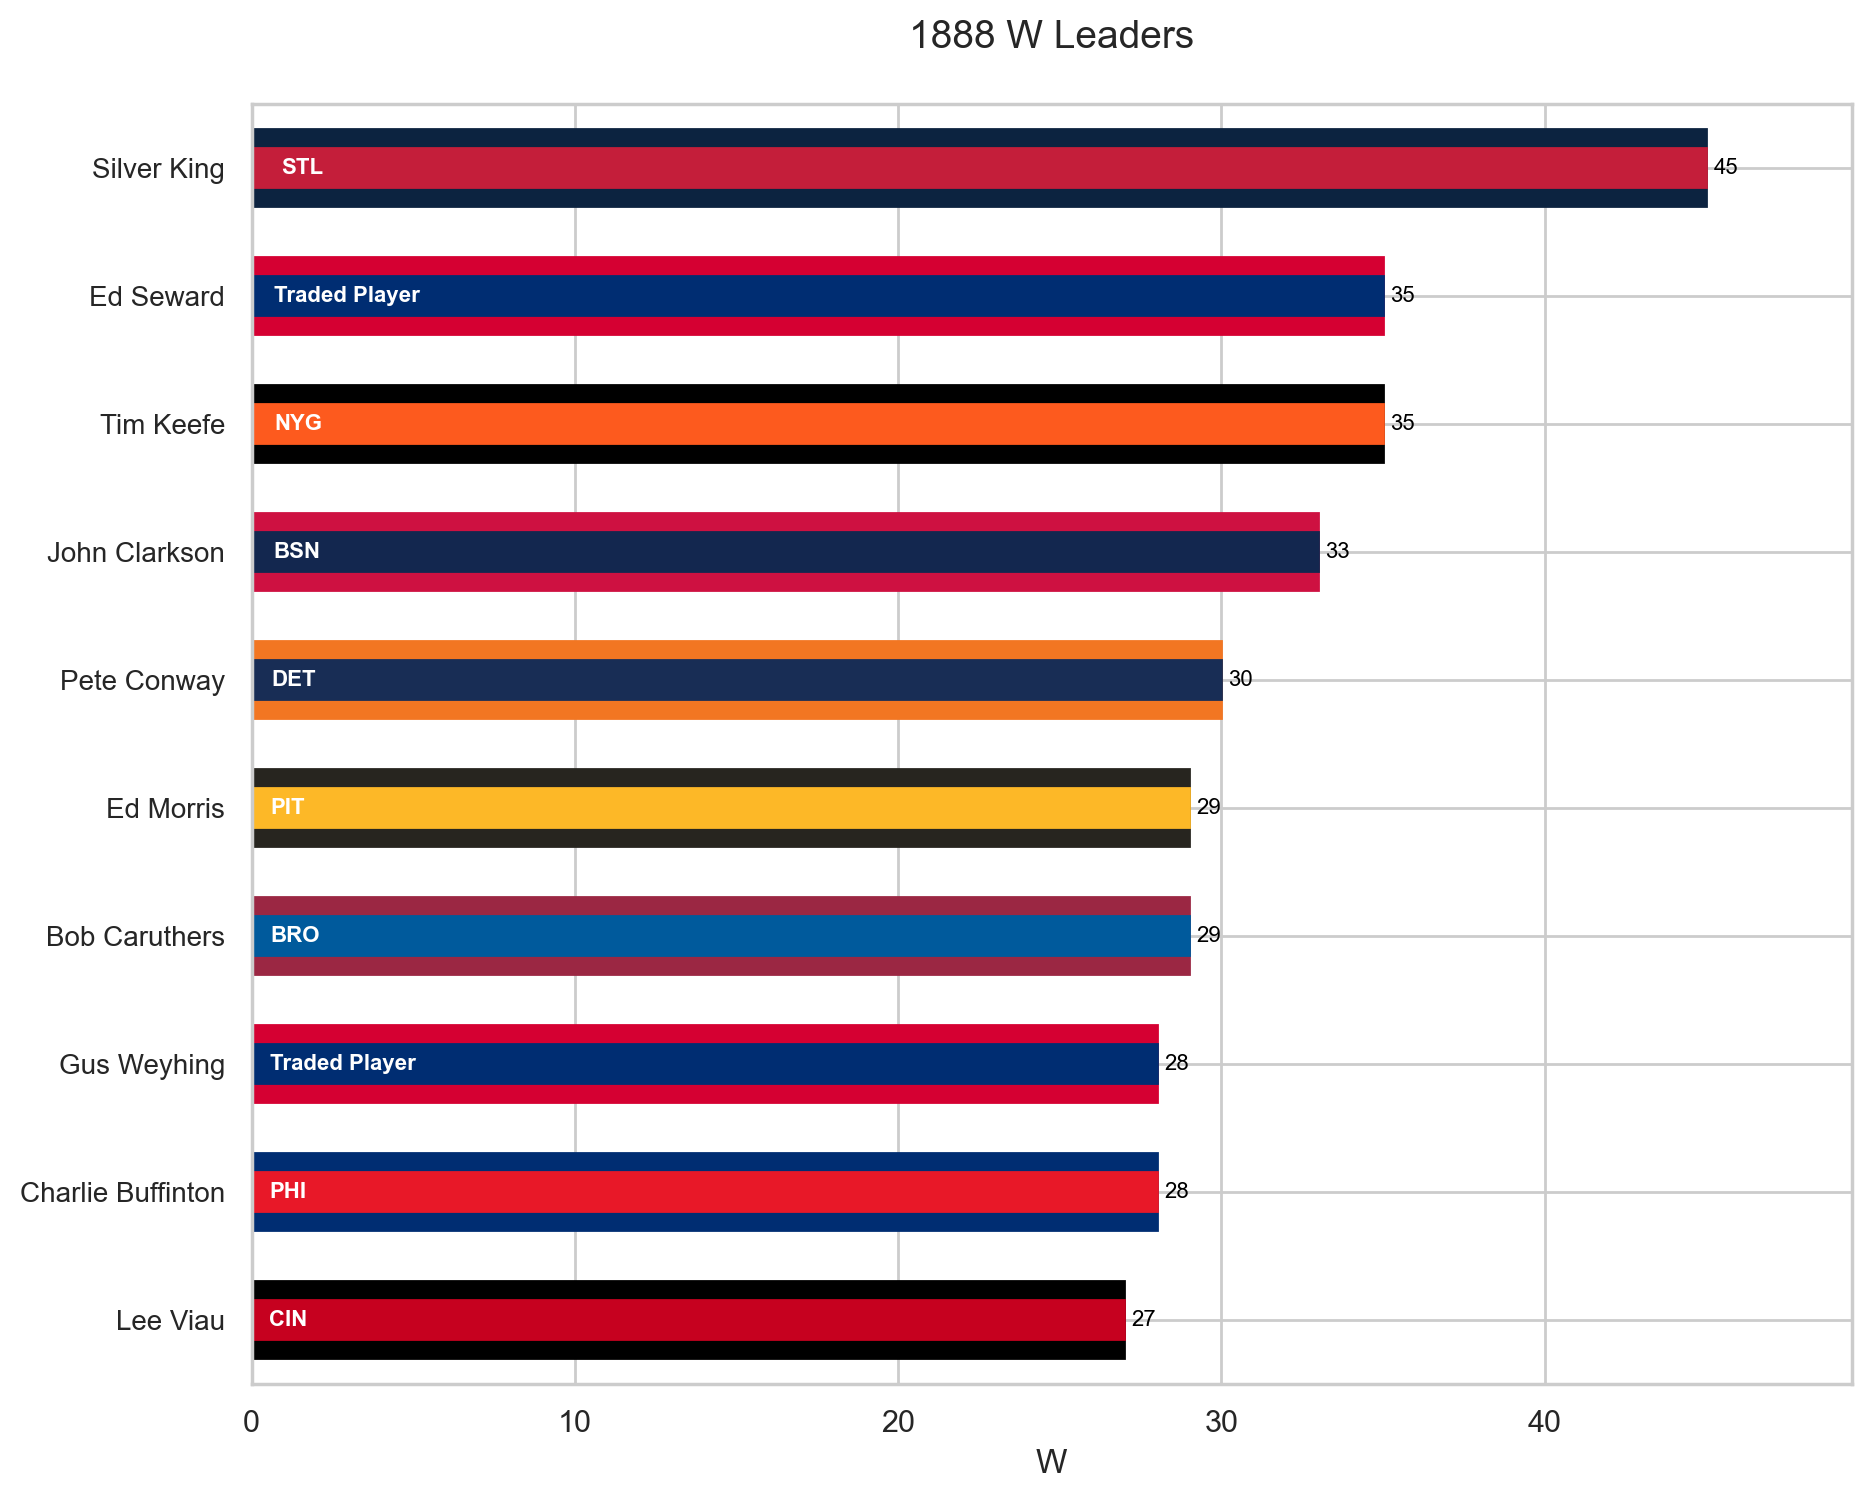 1888 W Leaders
Silver King STL 45
Ed Seward Traded Player 35
Tim Keefe NYG 35
John Clarkson BSN 33
Pete Conway DET 30
Ed Morris PIT 29
Bob Caruthers BRO 29
Gus Weyhing Traded Player 28
Charlie Buffinton PHI 28
Lee Viau CIN 27
0 10 20 30 40
W